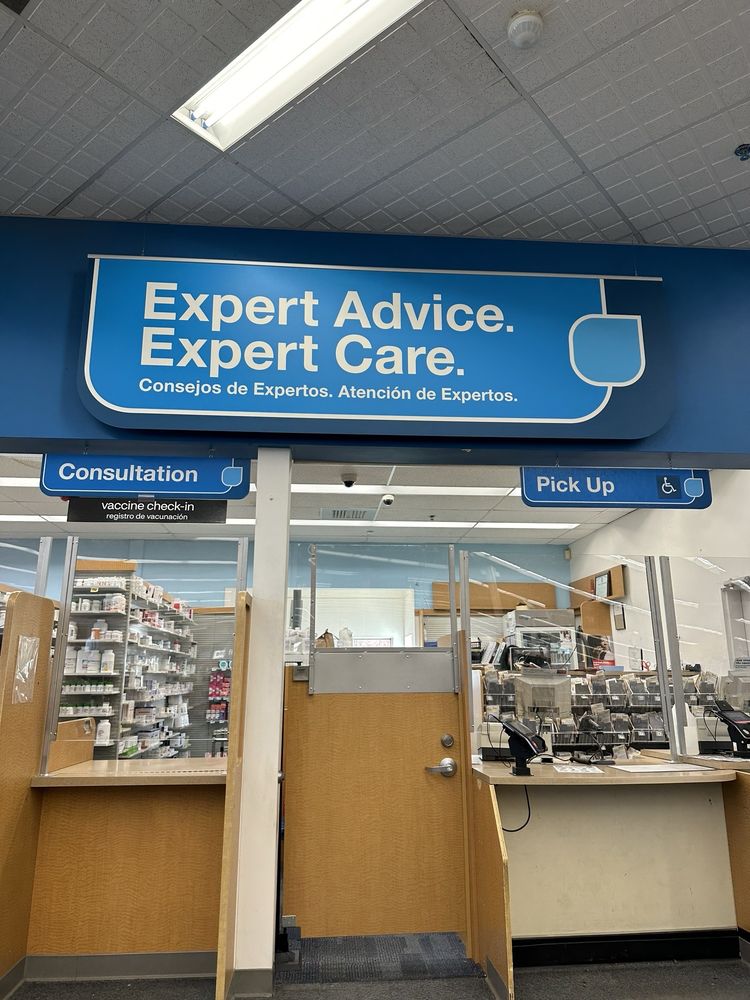 Expert Advice.
Expert Care.
Consejos de Expertos. Atención de Expertos.
Consultation
Pick Up
vaccine check-in
registro de vacunación